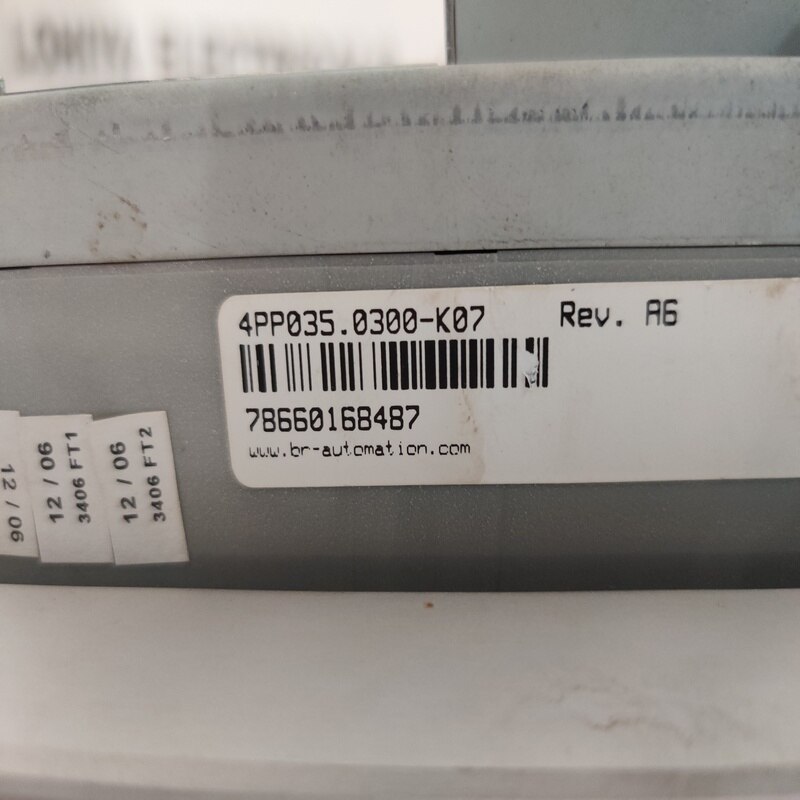 4PP035.0300-K07 Rev. A6
78660168487
www.br-automation.com
12 / 06
12 / 06
3406 FT1
12 / 06
3406 FT2